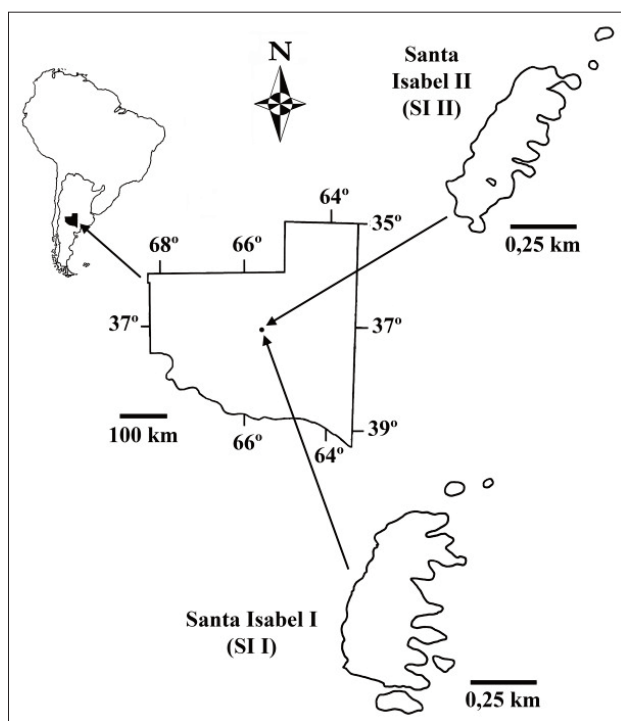 N
Santa
Isabel II
(SI II)
0,25 km
64º
35º
68º
66º
37º
37º
100 km
66º
64º
39º
Santa Isabel I
(SI I)
0,25 km